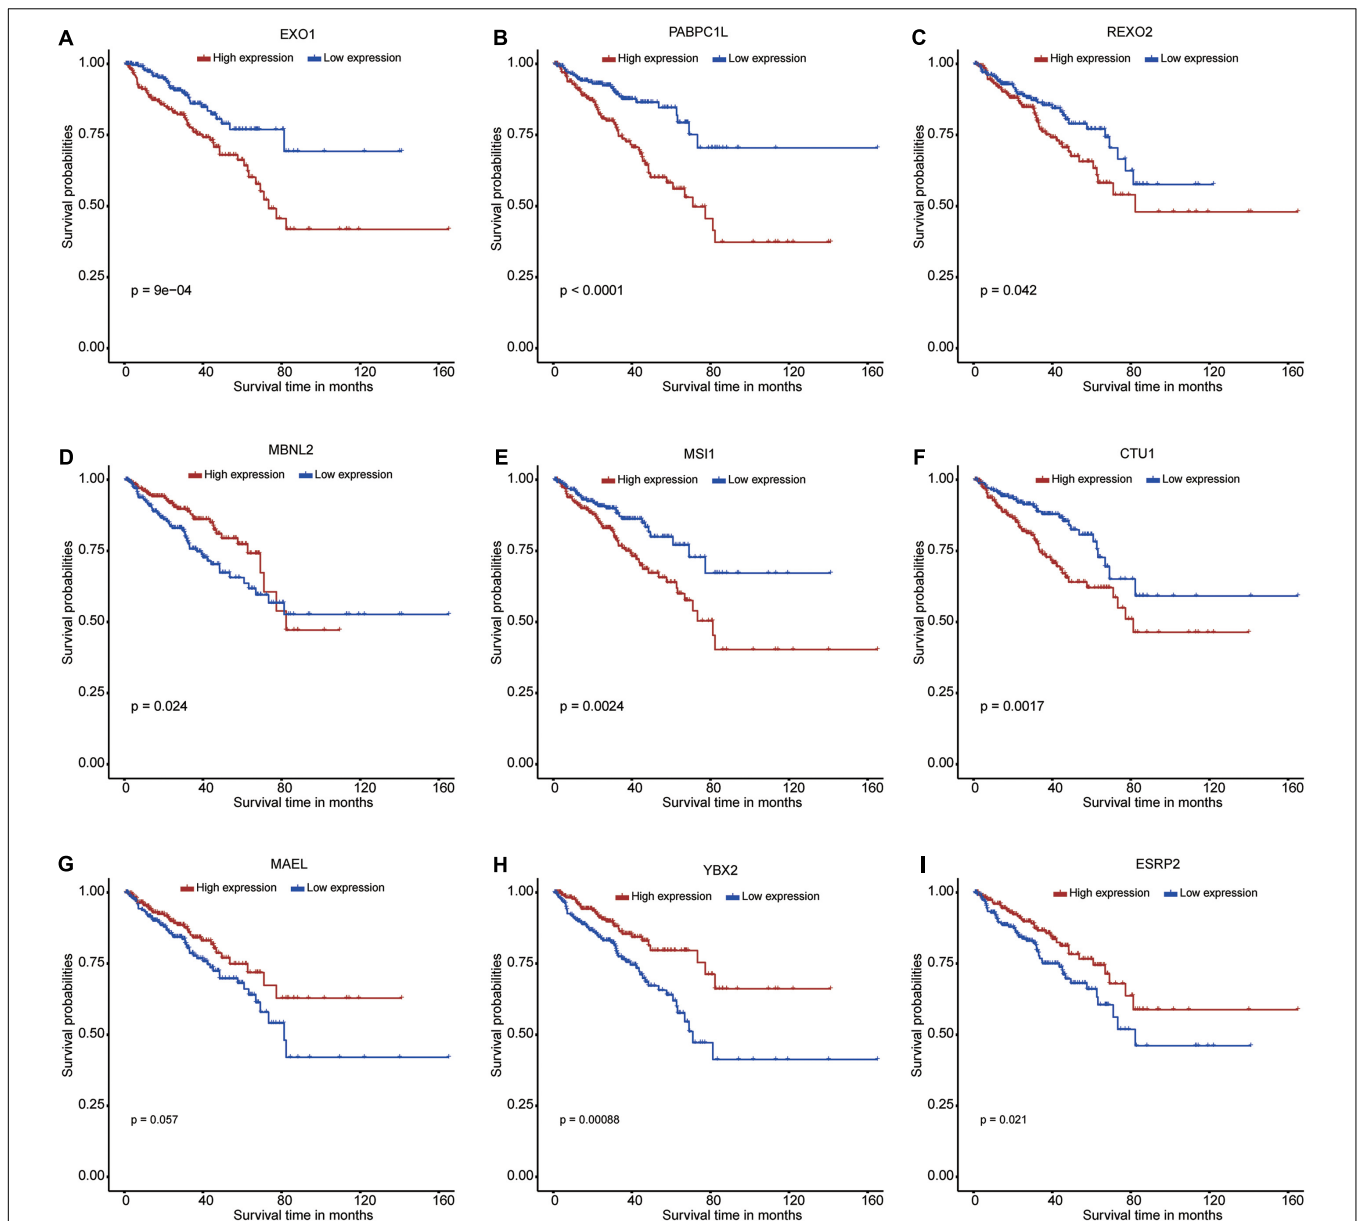 A
EXO1
High expression
Low expression
1.00
0.75
0.50
0.25
0.00
Survival probabilities
p = 9e−04
0
40
80
120
160
Survival time in months
B
PABPC1L
High expression
Low expression
1.00
0.75
0.50
0.25
0.00
Survival probabilities
p < 0.0001
0
40
80
120
160
Survival time in months
C
REXO2
High expression
Low expression
1.00
0.75
0.50
0.25
0.00
Survival probabilities
p = 0.042
0
40
80
120
160
Survival time in months
D
MBNL2
High expression
Low expression
1.00
0.75
0.50
0.25
0.00
Survival probabilities
p = 0.024
0
40
80
120
160
Survival time in months
E
MSI1
High expression
Low expression
1.00
0.75
0.50
0.25
0.00
Survival probabilities
p = 0.0024
0
40
80
120
160
Survival time in months
F
CTU1
High expression
Low expression
1.00
0.75
0.50
0.25
0.00
Survival probabilities
p = 0.0017
0
40
80
120
160
Survival time in months
G
MAEL
High expression
Low expression
1.00
0.75
0.50
0.25
0.00
Survival probabilities
p = 0.057
0
40
80
120
160
Survival time in months
H
YBX2
High expression
Low expression
1.00
0.75
0.50
0.25
0.00
Survival probabilities
p = 0.00088
0
40
80
120
160
Survival time in months
I
ESRP2
High expression
Low expression
1.00
0.75
0.50
0.25
0.00
Survival probabilities
p = 0.021
0
40
80
120
160
Survival time in months